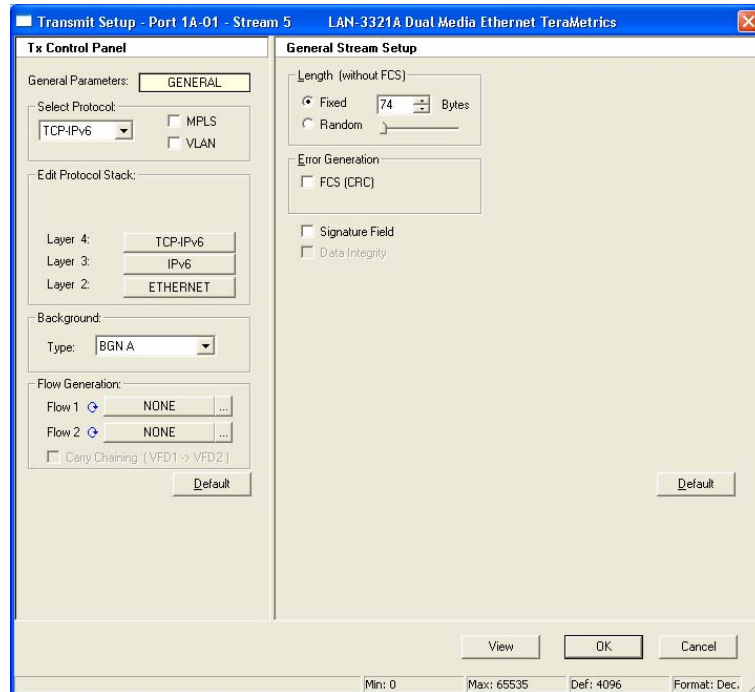 Transmit Setup - Port 1A-01 - Stream 5 LAN-3321A Dual Media Ethernet TeraMetrics
Tx Control Panel
General Parameters: GENERAL
Select Protocol:
TCP-IPv6
MPLS
VLAN
Edit Protocol Stack:
Layer 4: TCP-IPv6
Layer 3: IPv6
Layer 2: ETHERNET
Background:
Type: BGN A
Flow Generation:
Flow 1 NONE ...
Flow 2 NONE ...
Carry Chaining (VFD1 -> VFD2)
Default
General Stream Setup
Length (without FCS)
Fixed 74 Bytes
Random
Error Generation
FCS (CRC)
Signature Field
Data Integrity
Default
View OK Cancel
Min: 0 Max: 65535 Def: 4096 Format: Dec.